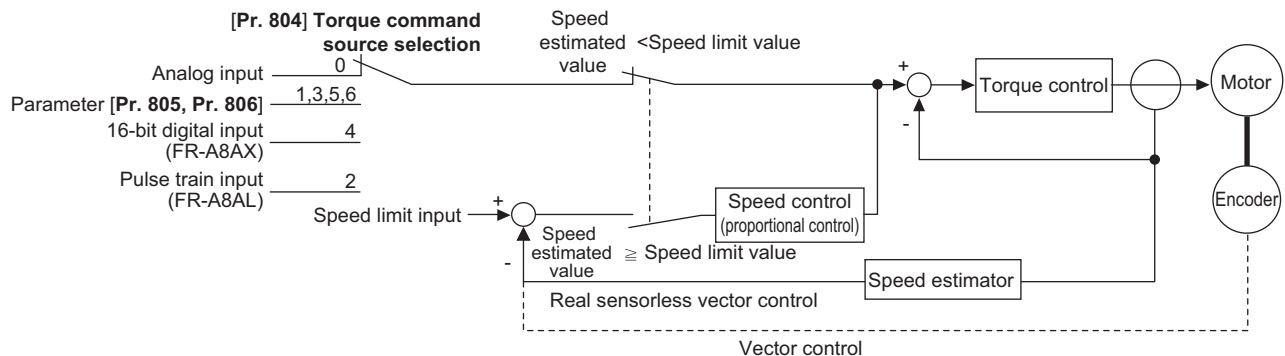 [Pr. 804] Torque command
source selection
Speed
estimated
value
<Speed limit value
Analog input
0
Parameter [Pr. 805, Pr. 806]
1,3,5,6
16-bit digital input
(FR-A8AX)
4
Pulse train input
(FR-A8AL)
2
+
-
Torque control
Motor
Encoder
Speed limit input
+
-
Speed control
(proportional control)
Speed
estimated
value
≧ Speed limit value
Speed estimator
Real sensorless vector control
Vector control